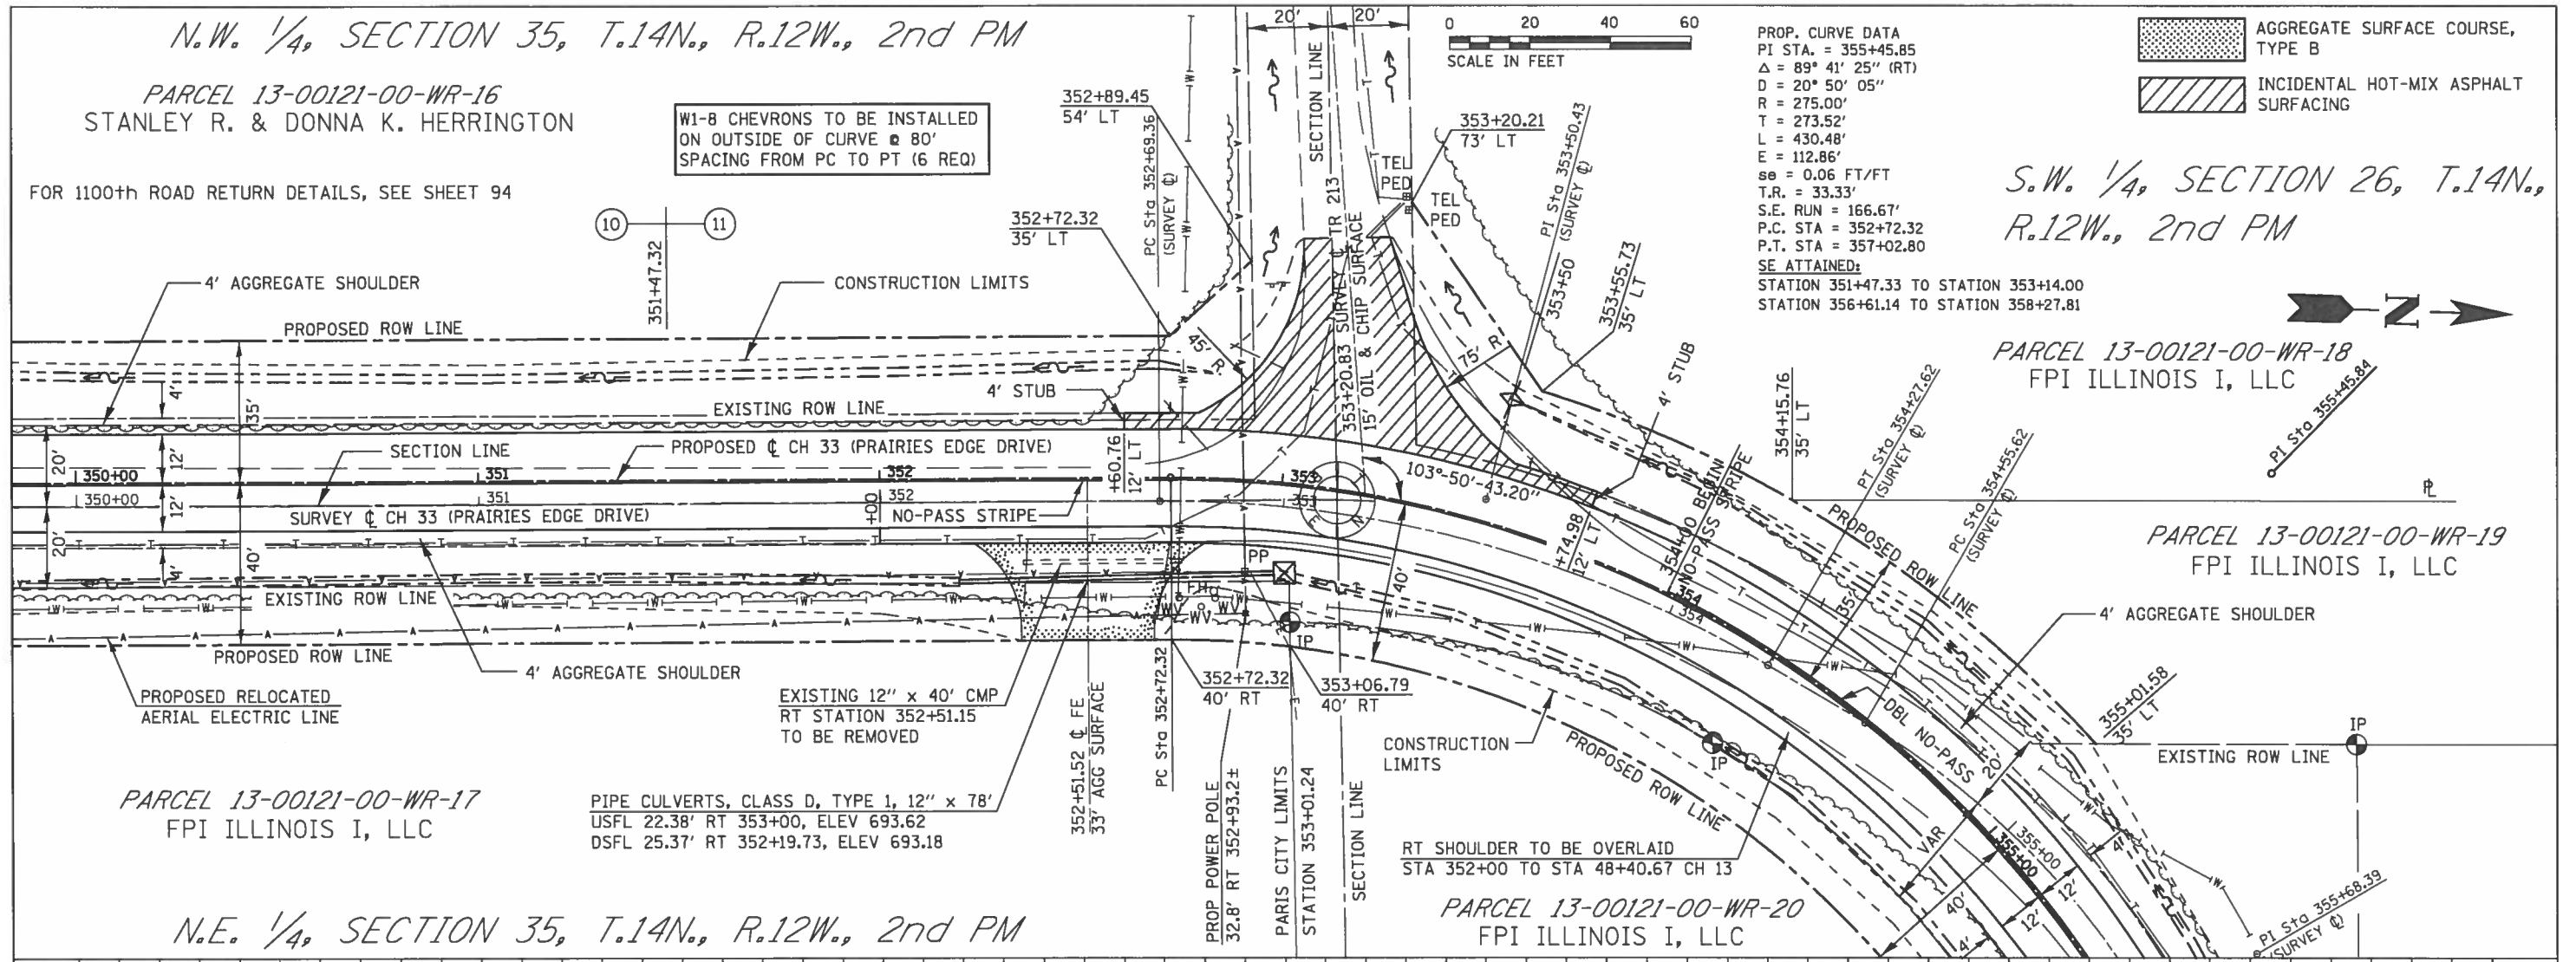 N.W. 1/4, SECTION 35, T.14N., R.12W., 2nd PM
PARCEL 13-00121-00-WR-16
STANLEY R. & DONNA K. HERRINGTON
W1-8 CHEVRONS TO BE INSTALLED
ON OUTSIDE OF CURVE @ 80'
SPACING FROM PC TO PT (6 REQ)
FOR 1100th ROAD RETURN DETAILS, SEE SHEET 94
10
11
351+47.32
352+89.45
54' LT
352+72.32
35' LT
PC Sta 352+69.36
(SURVEY ℄)
20'
20'
SECTION LINE
0 20 40 60
SCALE IN FEET
353+20.21
73' LT
TEL
PED
TEL
PED
PI Sta 353+50.43
(SURVEY ℄)
353+50
353+55.73
35' LT
PROP. CURVE DATA
PI STA. = 355+45.85
Δ = 89° 41' 25" (RT)
D = 20° 50' 05"
R = 275.00'
T = 273.52'
L = 430.48'
E = 112.86'
se = 0.06 FT/FT
T.R. = 33.33'
S.E. RUN = 166.67'
P.C. STA = 352+72.32
P.T. STA = 357+02.80
SE ATTAINED:
STATION 351+47.33 TO STATION 353+14.00
STATION 356+61.14 TO STATION 358+27.81
AGGREGATE SURFACE COURSE,
TYPE B
INCIDENTAL HOT-MIX ASPHALT
SURFACING
S.W. 1/4, SECTION 26, T.14N.,
R.12W., 2nd PM
N
PARCEL 13-00121-00-WR-18
FPI ILLINOIS I, LLC
4' AGGREGATE SHOULDER
CONSTRUCTION LIMITS
PROPOSED ROW LINE
4'
35'
EXISTING ROW LINE
4' STUB
45' R
353+20.83 SURVEY ℄ TR 213
15' OIL & CHIP SURFACE
75' R
4' STUB
354+15.76
35' LT
PT Sta 354+27.62
(SURVEY ℄)
PC Sta 354+55.62
(SURVEY ℄)
PI Sta 355+45.84
20'
12'
SECTION LINE
PROPOSED ℄ CH 33 (PRAIRIES EDGE DRIVE)
350+00
351
352
353
350+00
351
352
353
+60.76
12' LT
103°-50'-43.20"
20'
12'
SURVEY ℄ CH 33 (PRAIRIES EDGE DRIVE)
+00
NO-PASS STRIPE
+74.98
12' LT
354+00 BEGIN
NO-PASS STRIPE
354
354
PROPOSED ROW LINE
35'
PL
PARCEL 13-00121-00-WR-19
FPI ILLINOIS I, LLC
4' AGGREGATE SHOULDER
4'
40'
EXISTING ROW LINE
PROPOSED ROW LINE
4' AGGREGATE SHOULDER
PROPOSED RELOCATED
AERIAL ELECTRIC LINE
EXISTING 12" x 40' CMP
RT STATION 352+51.15
TO BE REMOVED
PP
FH
WV
WV
IP
40'
352+51.52 ℄ FE
33' AGG SURFACE
PC Sta 352+72.32
352+72.32
40' RT
353+06.79
40' RT
CONSTRUCTION
LIMITS
IP
PROPOSED ROW LINE
DBL NO-PASS
355+01.58
35' LT
20'
EXISTING ROW LINE
IP
PARCEL 13-00121-00-WR-17
FPI ILLINOIS I, LLC
PIPE CULVERTS, CLASS D, TYPE 1, 12" x 78'
USFL 22.38' RT 353+00, ELEV 693.62
DSFL 25.37' RT 352+19.73, ELEV 693.18
PROP POWER POLE
32.8' RT 352+93.2±
PARIS CITY LIMITS
STATION 353+01.24
SECTION LINE
RT SHOULDER TO BE OVERLAID
STA 352+00 TO STA 48+40.67 CH 13
VAR
355+00
355+00
4'
12'
12'
40'
4'
PI Sta 355+68.39
(SURVEY ℄)
N.E. 1/4, SECTION 35, T.14N., R.12W., 2nd PM
PARCEL 13-00121-00-WR-20
FPI ILLINOIS I, LLC